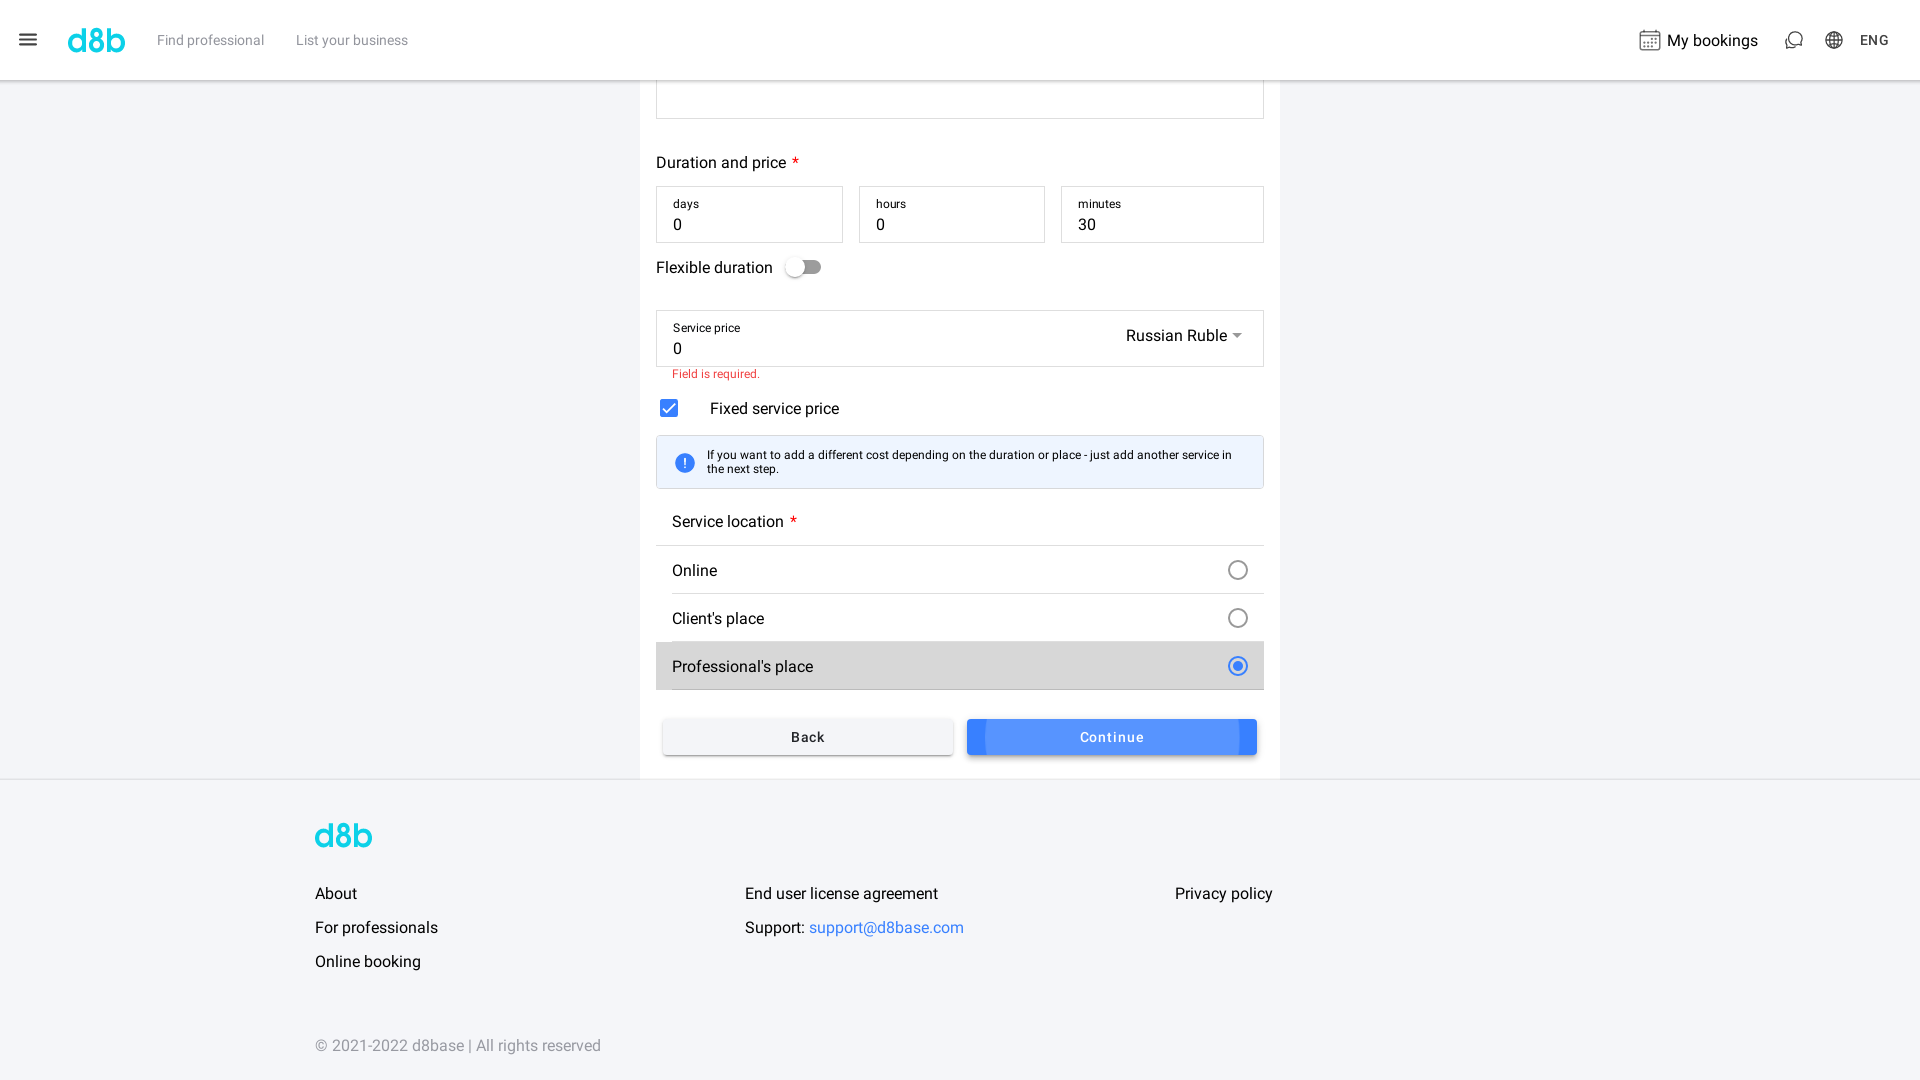 d8b
Find professional
List your business
My bookings
ENG
Duration and price *
days
0
hours
0
minutes
30
Flexible duration
Service price
0
Russian Ruble
Field is required.
Fixed service price
If you want to add a different cost depending on the duration or place - just add another service in
the next step.
Service location *
Online
Client's place
Professional's place
Back
Continue
d8b
About
End user license agreement
Privacy policy
For professionals
Support: support@d8base.com
Online booking
© 2021-2022 d8base | All rights reserved